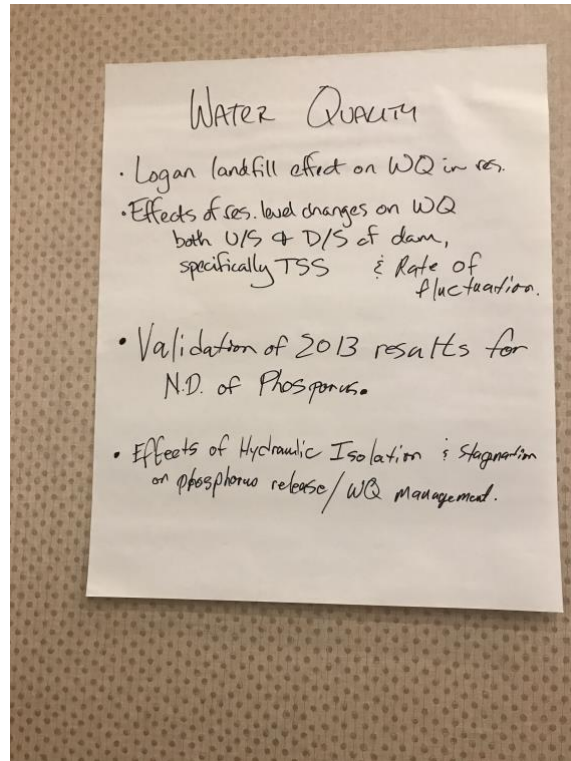 WATER QUALITY
· Logan landfill effect on WQ in res.
· Effects of res. level changes on WQ
both U/S & D/S of dam,
specifically TSS & Rate of
fluctuation.
· Validation of 2013 results for
N.D. of Phosporus.
· Effects of Hydraulic Isolation & Stagnation
on phosphorus release/WQ management.